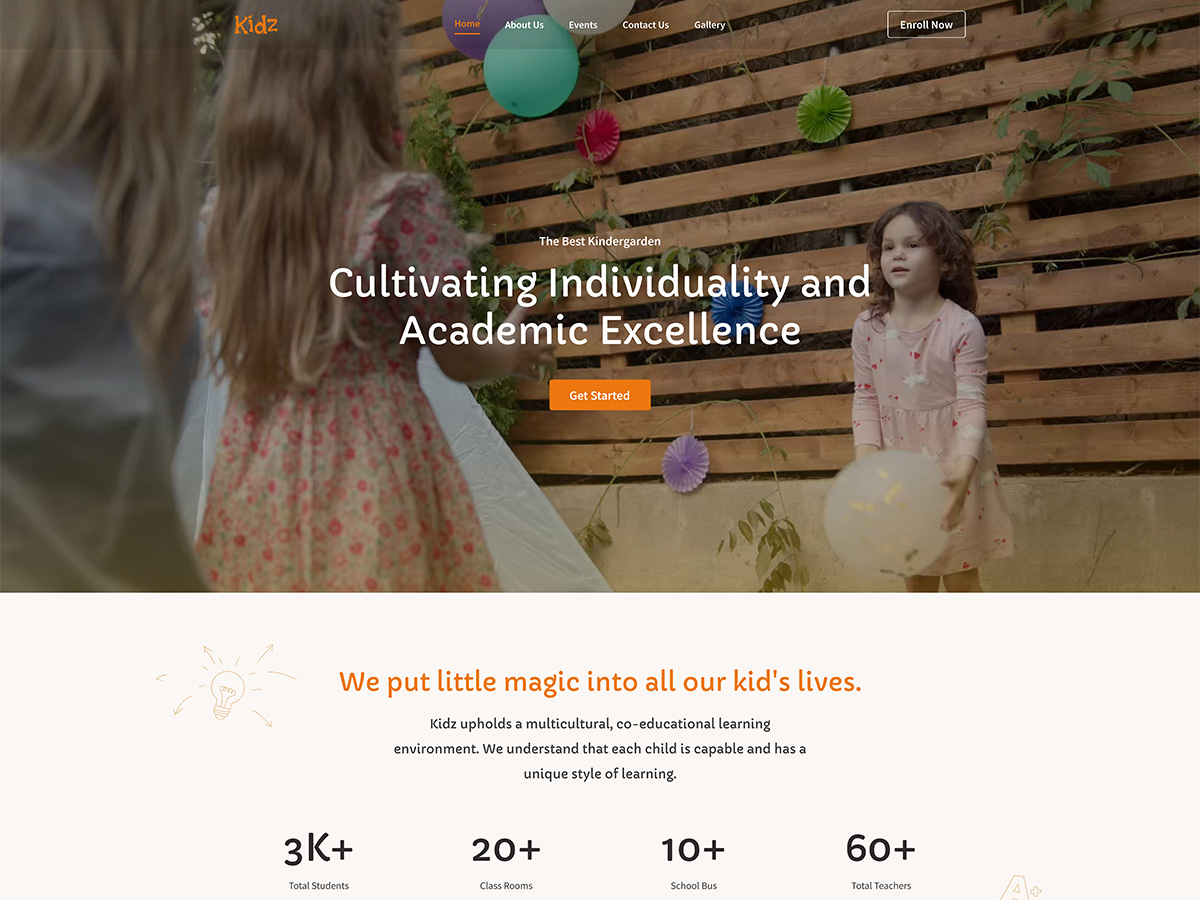 Kidz
Home
About Us
Events
Contact Us
Gallery
Enroll Now
The Best Kindergarden
Cultivating Individuality and
Academic Excellence
Get Started
We put little magic into all our kid's lives.
Kidz upholds a multicultural, co-educational learning
environment. We understand that each child is capable and has a
unique style of learning.
3K+
20+
10+
60+
Total Students
Class Rooms
School Bus
Total Teachers
A+